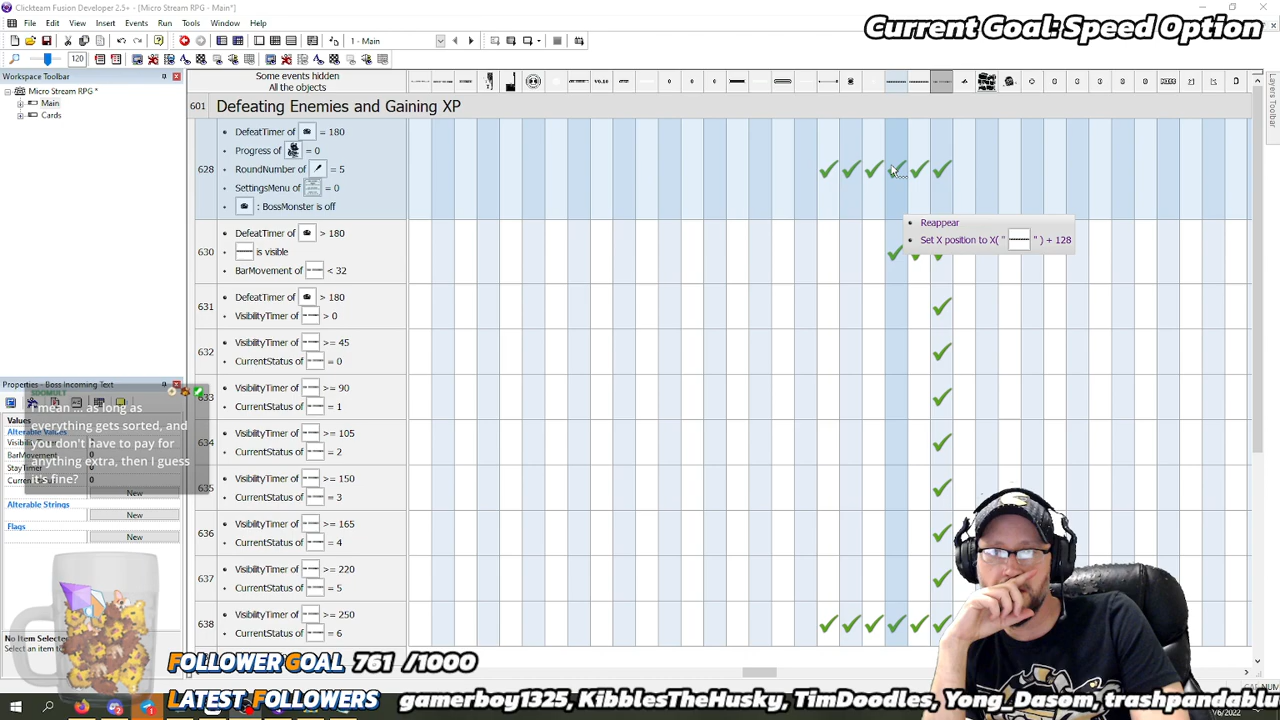 Clickteam Fusion Developer 2.5+ - [Micro Stream RPG - Main*]
Current Goal: Speed Option
File Edit View Insert Events Run Tools Window Help
1 - Main
120
Workspace Toolbar
Micro Stream RPG *
Main
Cards
Some events hidden
All the objects
Layers Toolbar
601 Defeating Enemies and Gaining XP
628
DefeatTimer of = 180
Progress of = 0
RoundNumber of = 5
SettingsMenu of = 0
: BossMonster is off
Reappear
Set X position to X( " " ) + 128
630
DefeatTimer of > 180
is visible
BarMovement of < 32
631
DefeatTimer of > 180
VisibilityTimer of > 0
632
VisibilityTimer of >= 45
CurrentStatus of = 0
633
VisibilityTimer of >= 90
CurrentStatus of = 1
634
VisibilityTimer of >= 105
CurrentStatus of = 2
635
VisibilityTimer of >= 150
CurrentStatus of = 3
636
VisibilityTimer of >= 165
CurrentStatus of = 4
637
VisibilityTimer of >= 220
CurrentStatus of = 5
638
VisibilityTimer of >= 250
CurrentStatus of = 6
Properties - Boss Incoming Text
I mean ... as long as
everything gets sorted, and
you don't have to pay for
anything extra, then I guess
it's fine?
Values
New
Alterable Strings
New
Flags
New
No Item Selected
FOLLOWER GOAL 761 /1000
LATEST FOLLOWERS gamerboy1325, KibblesTheHusky, TimDoodles, Yong_Dasom, trashpandablu